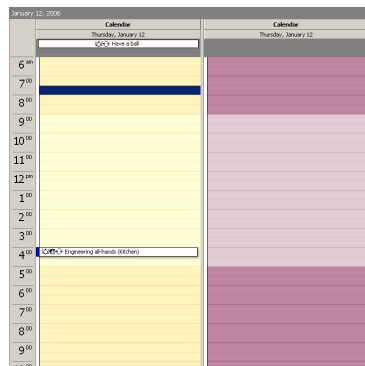 January 12, 2006
Calendar
Calendar
Thursday, January 12
Thursday, January 12
Have a ball
6 am
7 00
8 00
9 00
10 00
11 00
12 pm
1 00
2 00
3 00
4 00 Engineering all-hands (Kitchen)
5 00
6 00
7 00
8 00
9 00